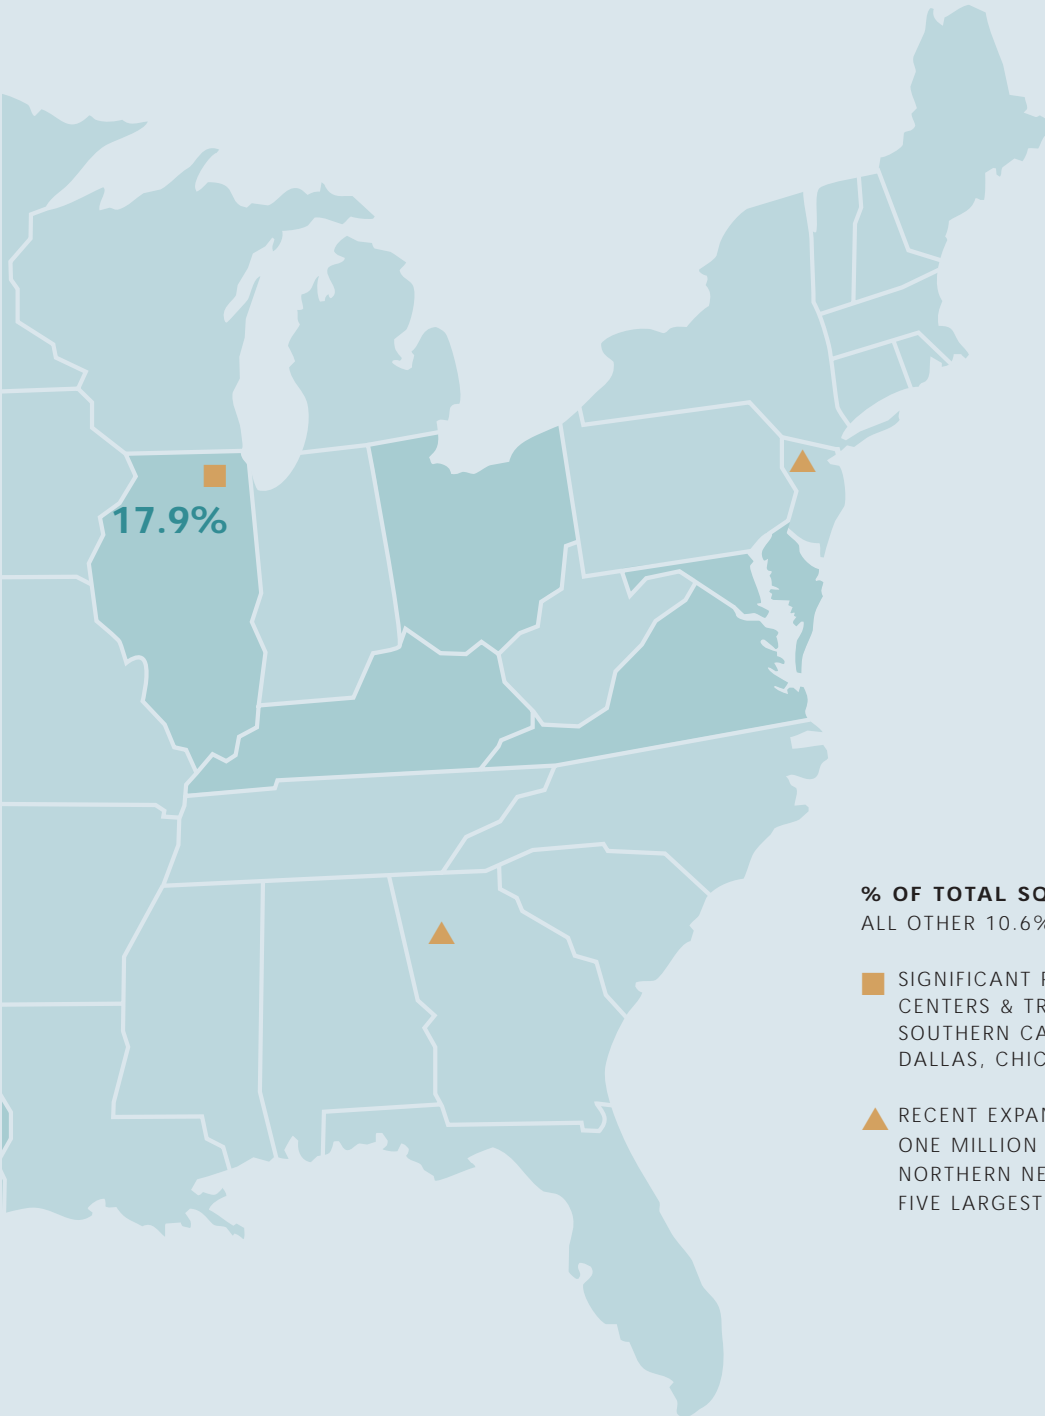 17.9%
% OF TOTAL SQ
ALL OTHER 10.6%
SIGNIFICANT
CENTERS & TR
SOUTHERN CA
DALLAS, CHIC
RECENT EXPAN
ONE MILLION
NORTHERN NE
FIVE LARGEST